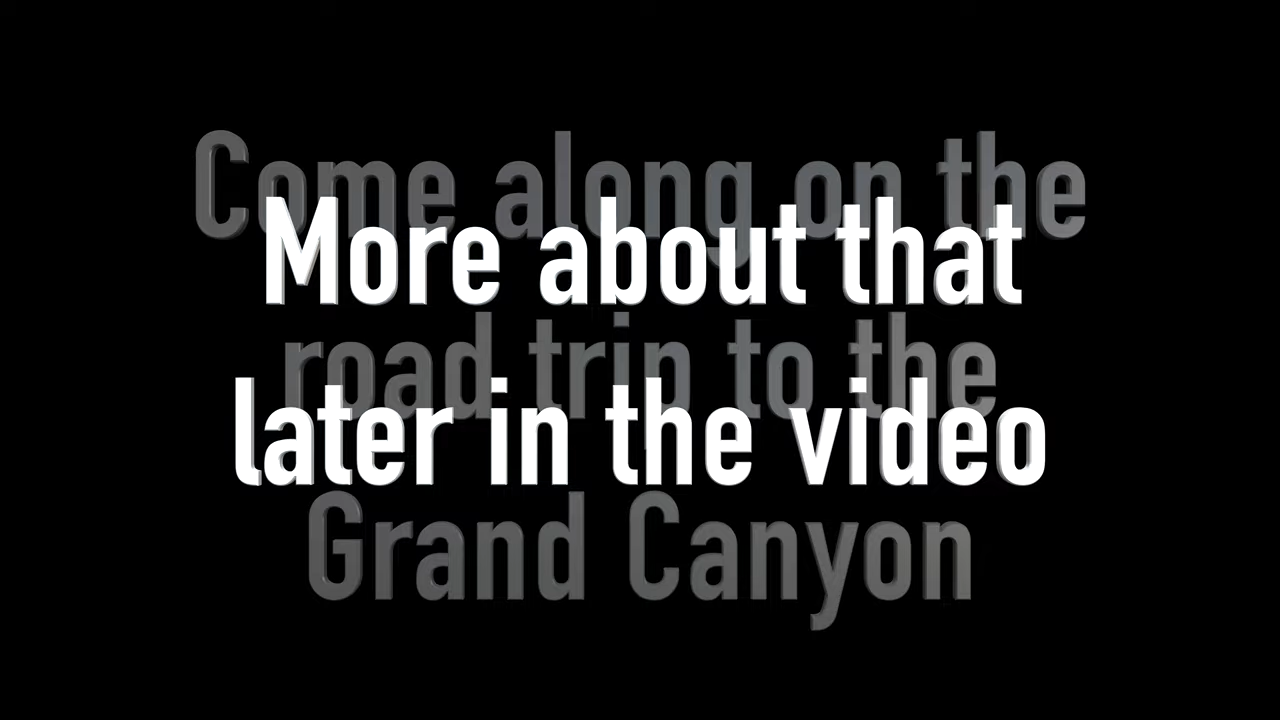 Come along on the
More about that
road trip to the
later in the video
Grand Canyon